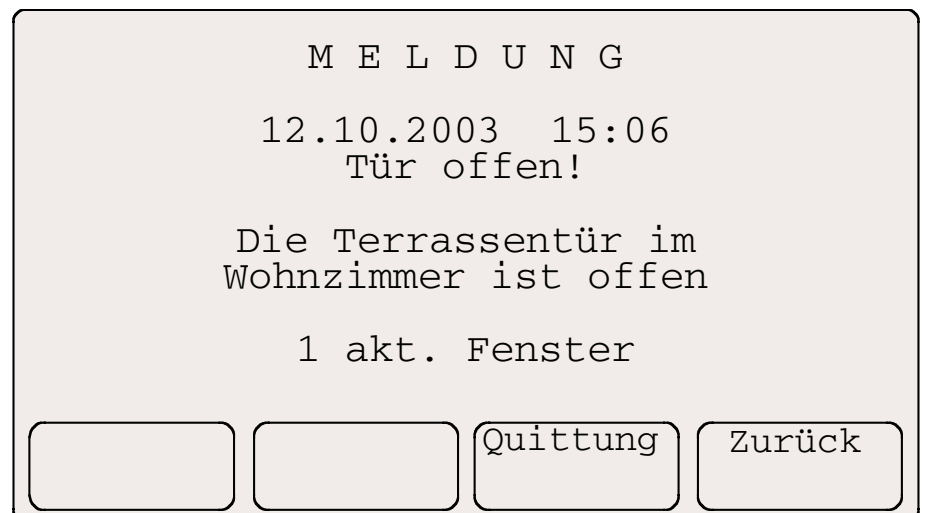 M E L D U N G
12.10.2003 15:06
Tür offen!
Die Terrassentür im
Wohnzimmer ist offen
1 akt. Fenster
Quittung Zurück